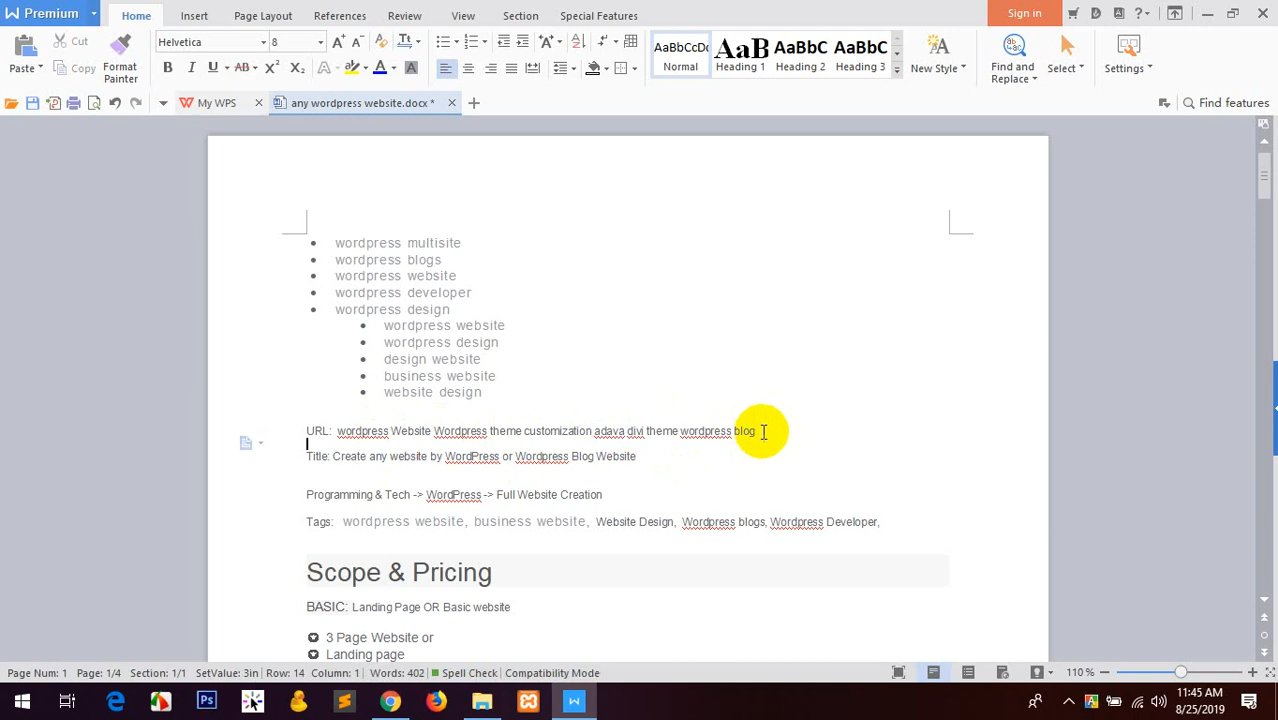 Premium
Home Insert Page Layout References Review View Section Special Features
Sign in
Paste Cut Copy Format Painter
Helvetica 8
AaBbCcDd AaB AaBbC AaBbC
Normal Heading 1 Heading 2 Heading 3
New Style Find and Replace Select Settings
My WPS any wordpress website.docx * Find features
wordpress multisite
wordpress blogs
wordpress website
wordpress developer
wordpress design
wordpress website
wordpress design
design website
business website
website design
URL: wordpress Website Wordpress theme customization adava divi theme wordpress blog
Title: Create any website by WordPress or Wordpress Blog Website
Programming & Tech -> WordPress -> Full Website Creation
Tags: wordpress website, business website, Website Design, Wordpress blogs, Wordpress Developer,
Scope & Pricing
BASIC: Landing Page OR Basic website
3 Page Website or
Landing page
Page Num: 1 Page: 1/4 Section: 1/1 SetValue: 3in Row: 14 Column: 1 Words: 402 Spell Check Compatibility Mode 110 %
11:45 AM
8/25/2019